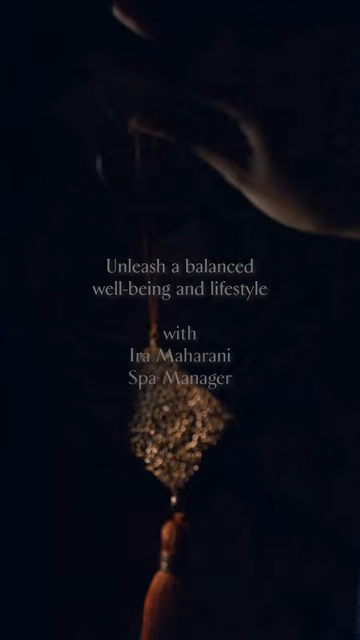 Unleash a balanced
well-being and lifestyle
with
Ira Maharani
Spa Manager